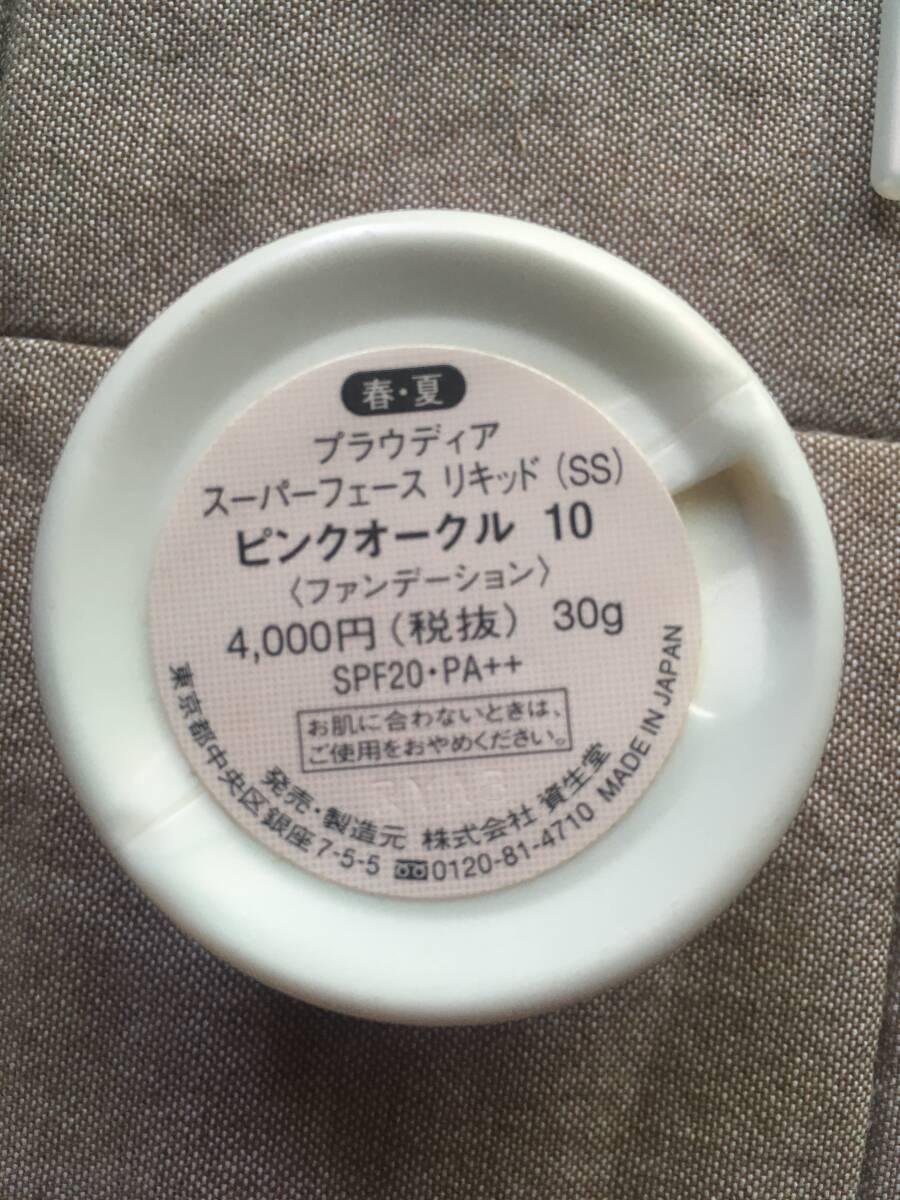 春・夏
プラウディア
スーパーフェース リキッド (SS)
ピンクオークル 10
〈ファンデーション〉
4,000円(税抜) 30g
SPF20・PA++
お肌に合わないときは、
ご使用をおやめください。
発売・製造元 株式会社 資生堂
東京都中央区銀座7-5-5 0120-81-4710 MADE IN JAPAN